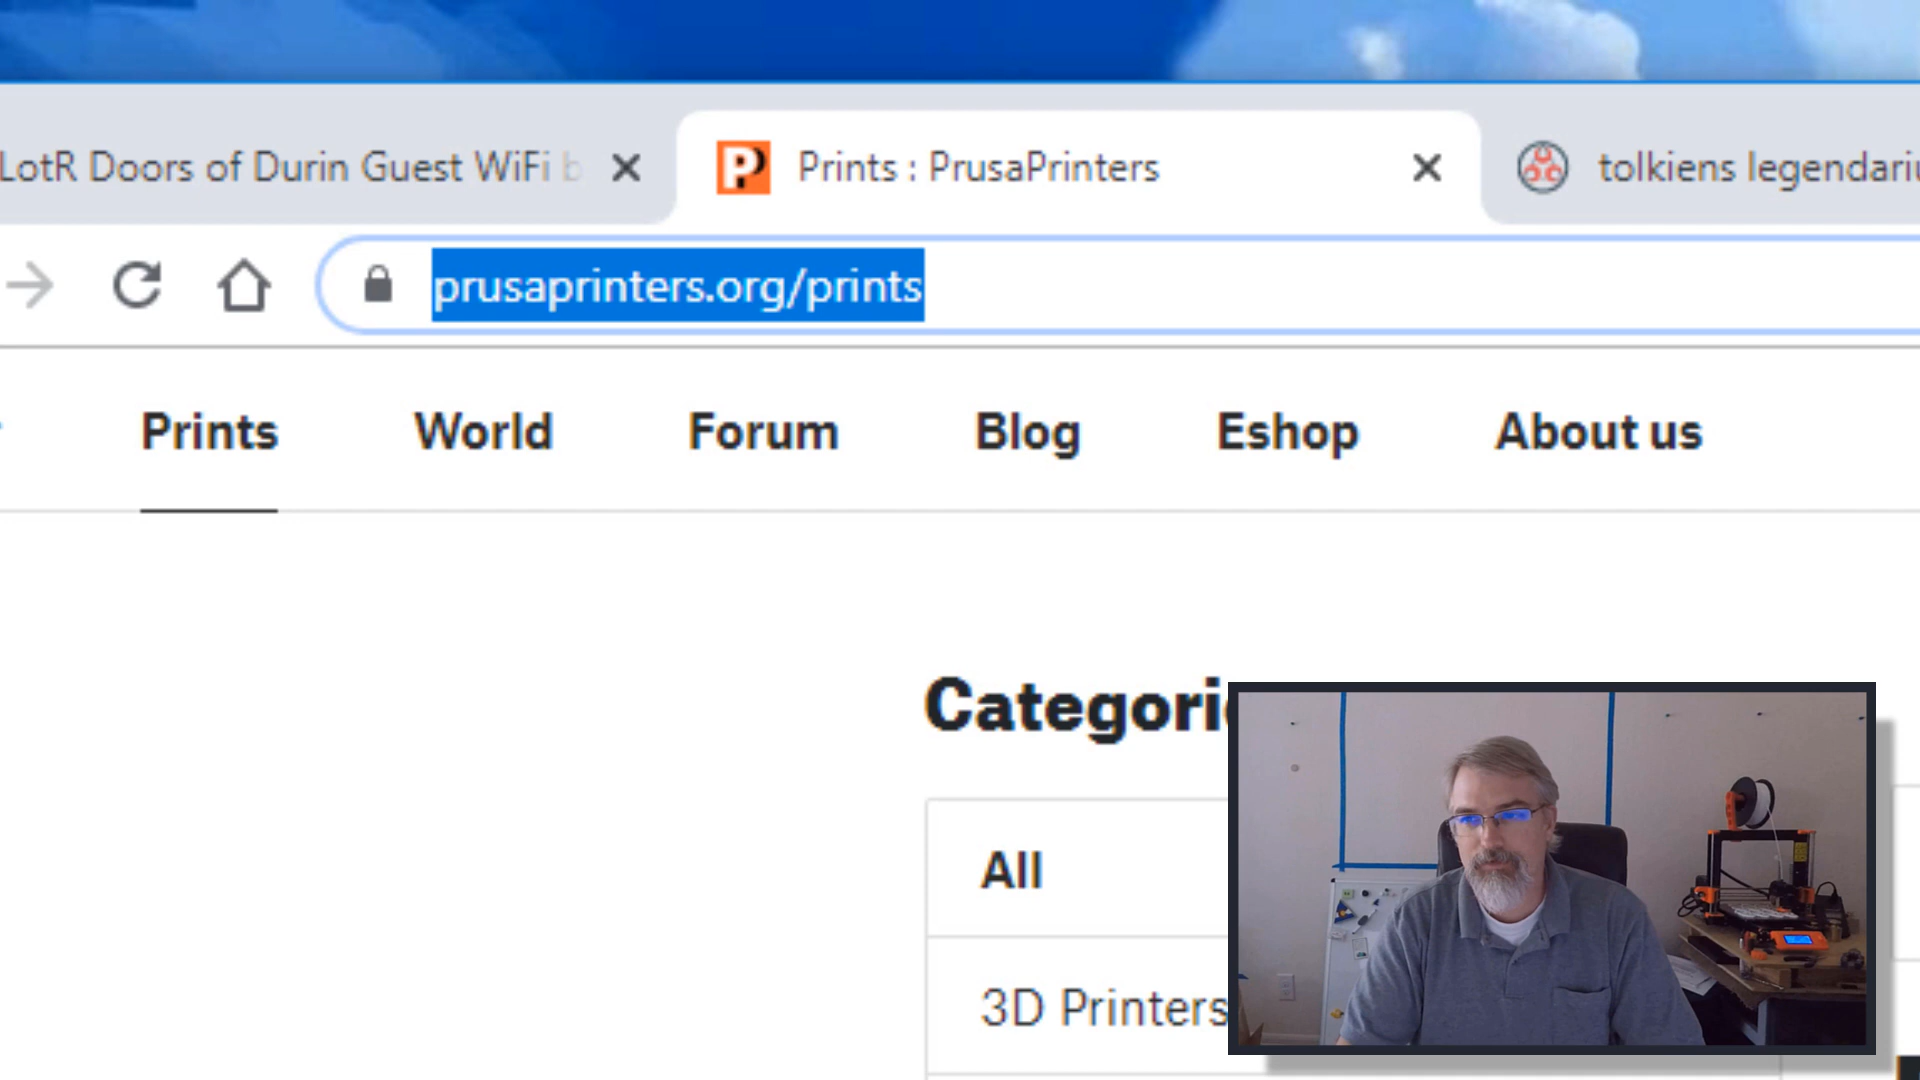 LotR Doors of Durin Guest WiFi
Prints : PrusaPrinters
tolkiens
prusaprinters.org/prints
Prints World Forum Blog Eshop About us
Categori
All
3D Printers